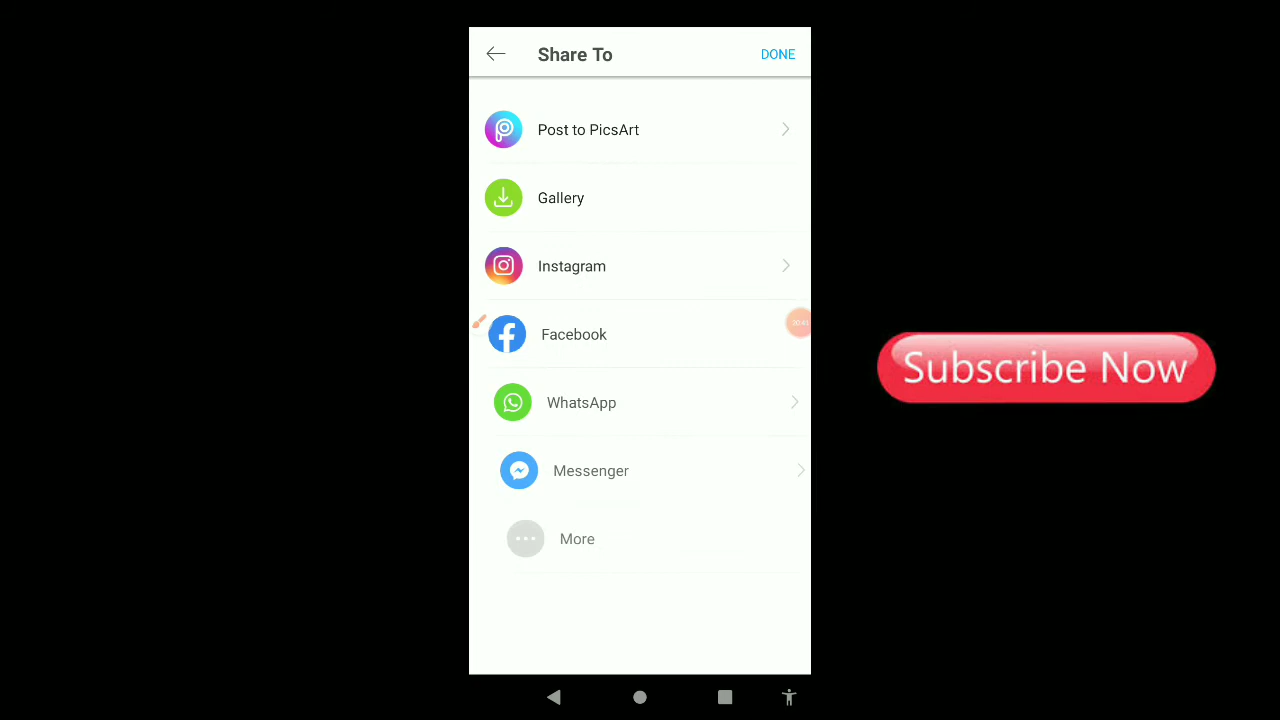 Share To
DONE
Post to PicsArt
Gallery
Instagram
Facebook
WhatsApp
Messenger
More
Subscribe Now